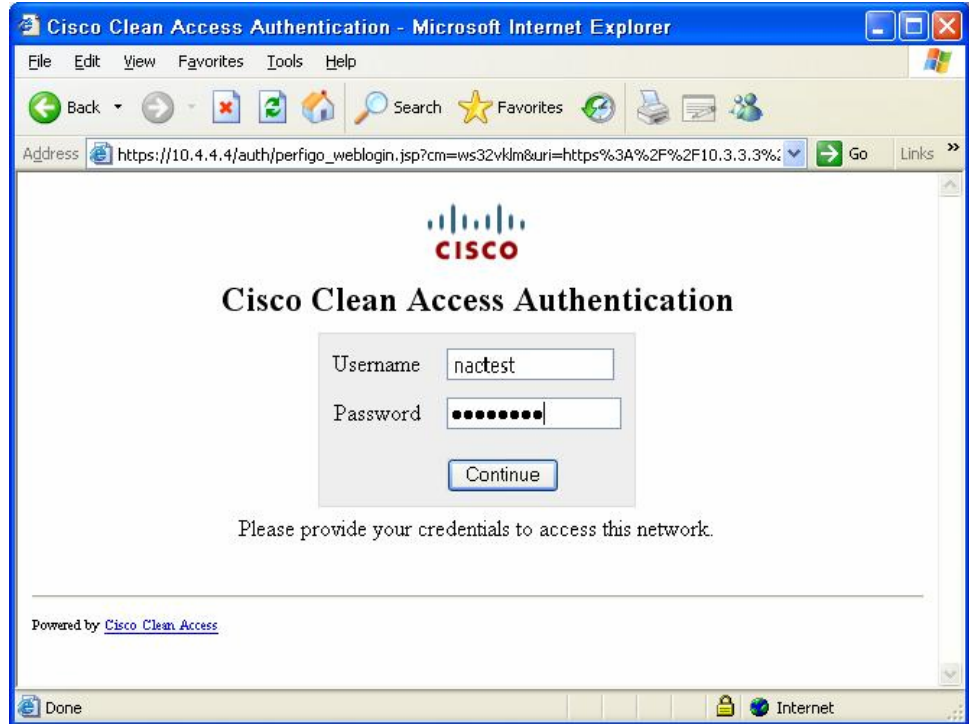 Cisco Clean Access Authentication - Microsoft Internet Explorer
File Edit View Favorites Tools Help
Back Search Favorites
Address https://10.4.4.4/auth/perfigo_weblogin.jsp?cm=ws32vklm&uri=https%3A%2F%2F10.3.3.3%2 Go Links »
CISCO
Cisco Clean Access Authentication
Username nactest
Password ●●●●●●●●
Continue
Please provide your credentials to access this network.
Powered by Cisco Clean Access
Done Internet